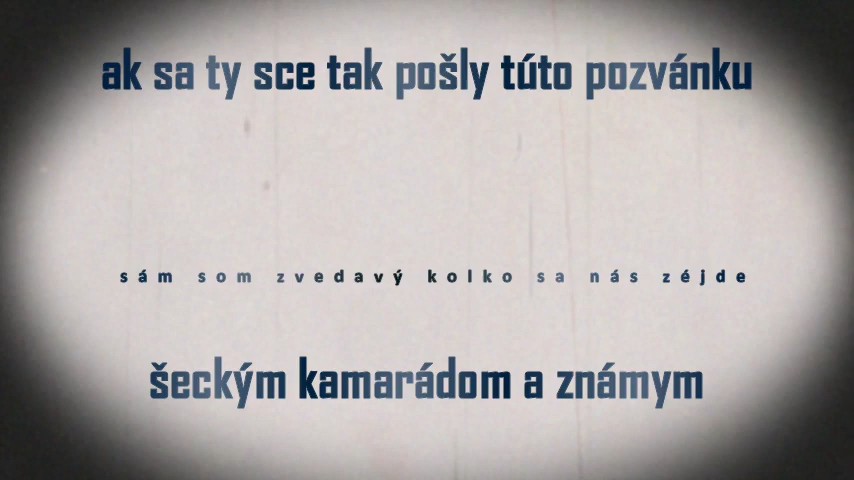 ak sa ty sce tak pošly túto pozvánku
sám som zvedavý kolko sa nás zéjde
šeckým kamarádom a známym